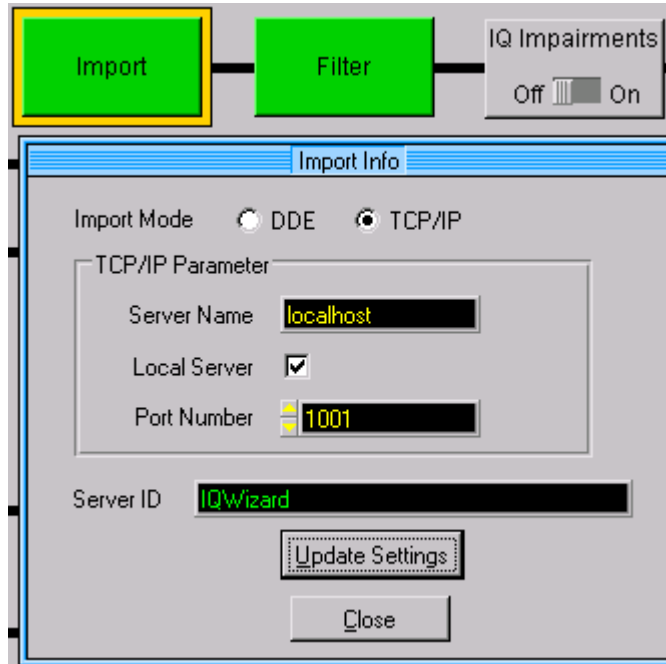 Import
Filter
IQ Impairments
Off On
Import Info
Import Mode DDE TCP/IP
TCP/IP Parameter
Server Name localhost
Local Server
Port Number 1001
Server ID IQWizard
Update Settings
Close